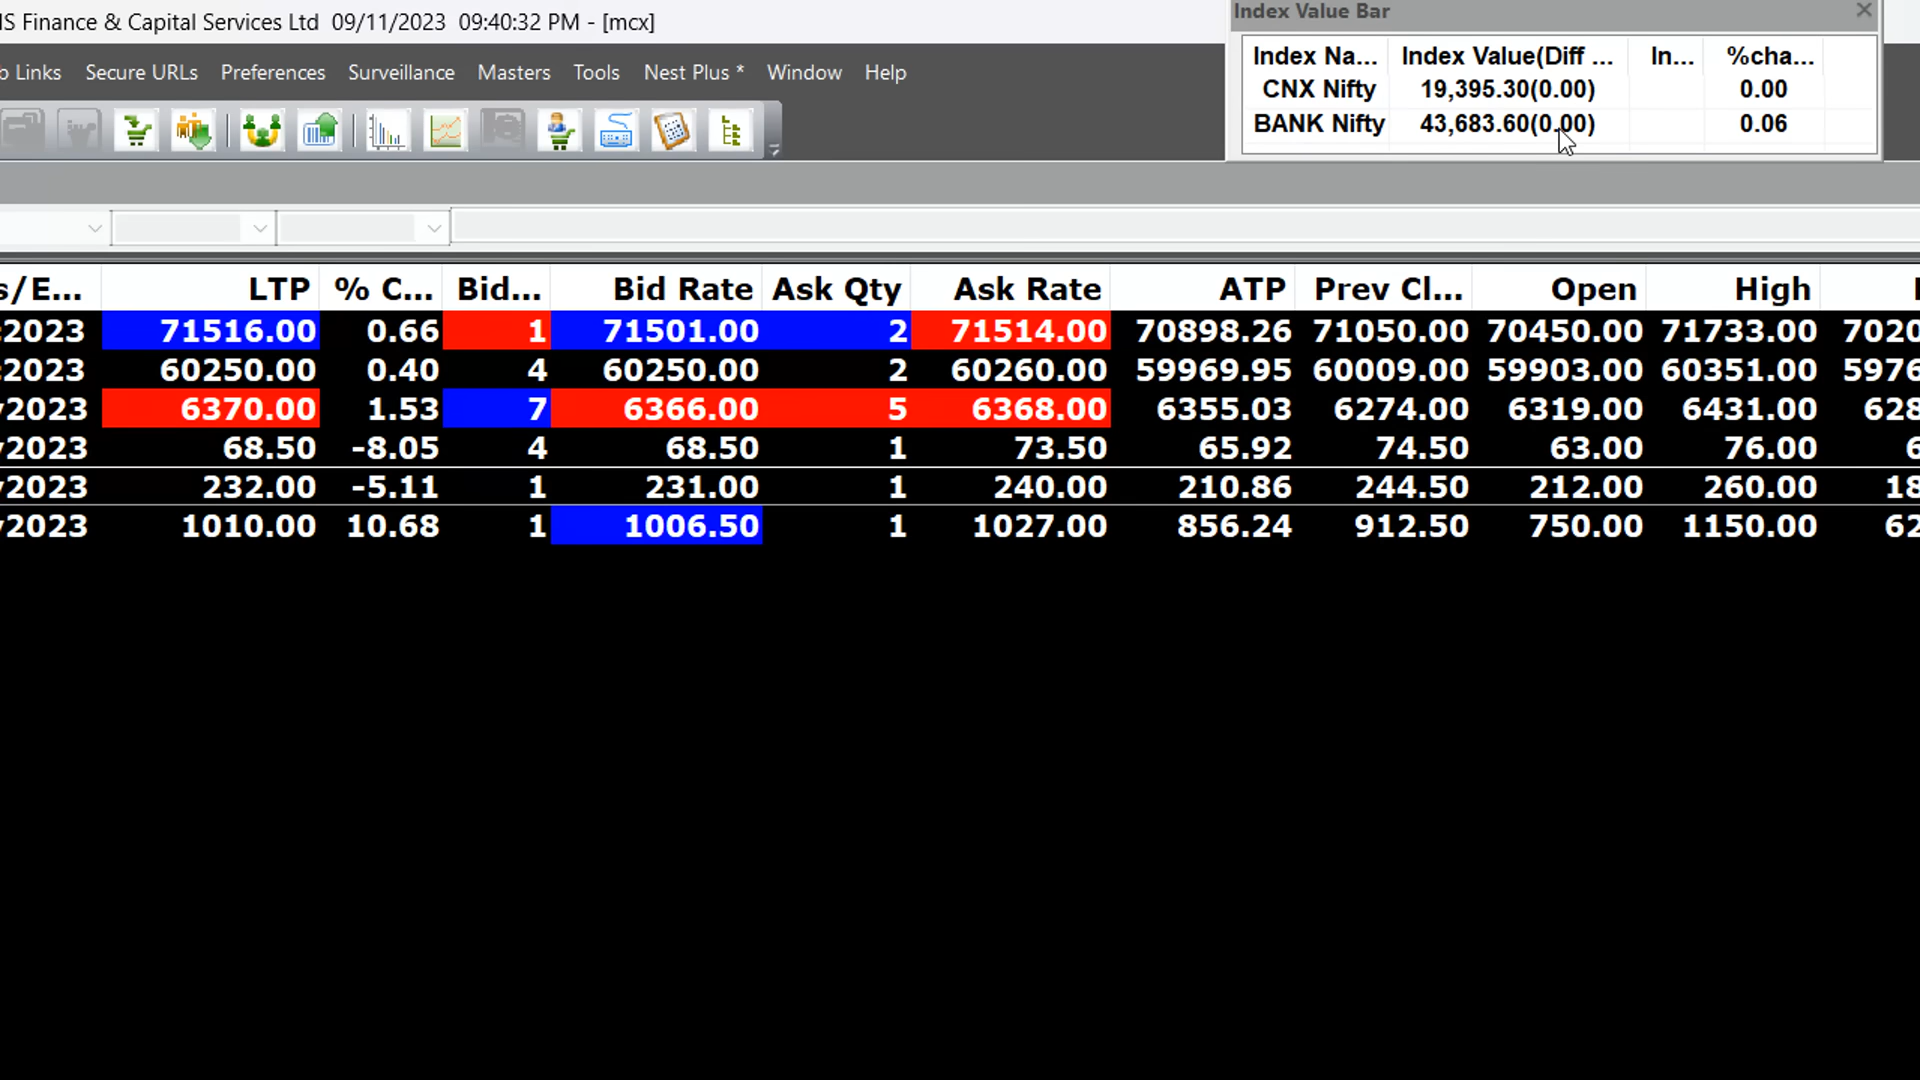 IS Finance & Capital Services Ltd 09/11/2023 09:40:32 PM - [mcx]
Index Value Bar
Index Na... Index Value(Diff ... In... %cha...
CNX Nifty 19,395.30(0.00) 0.00
BANK Nifty 43,683.60(0.00) 0.06
b Links Secure URLs Preferences Surveillance Masters Tools Nest Plus * Window Help
s/E... LTP % C... Bid... Bid Rate Ask Qty Ask Rate ATP Prev Cl... Open High
2023 71516.00 0.66 1 71501.00 2 71514.00 70898.26 71050.00 70450.00 71733.00 7020
2023 60250.00 0.40 4 60250.00 2 60260.00 59969.95 60009.00 59903.00 60351.00 5976
2023 6370.00 1.53 7 6366.00 5 6368.00 6355.03 6274.00 6319.00 6431.00 628
2023 68.50 -8.05 4 68.50 1 73.50 65.92 74.50 63.00 76.00 6
2023 232.00 -5.11 1 231.00 1 240.00 210.86 244.50 212.00 260.00 18
2023 1010.00 10.68 1 1006.50 1 1027.00 856.24 912.50 750.00 1150.00 62